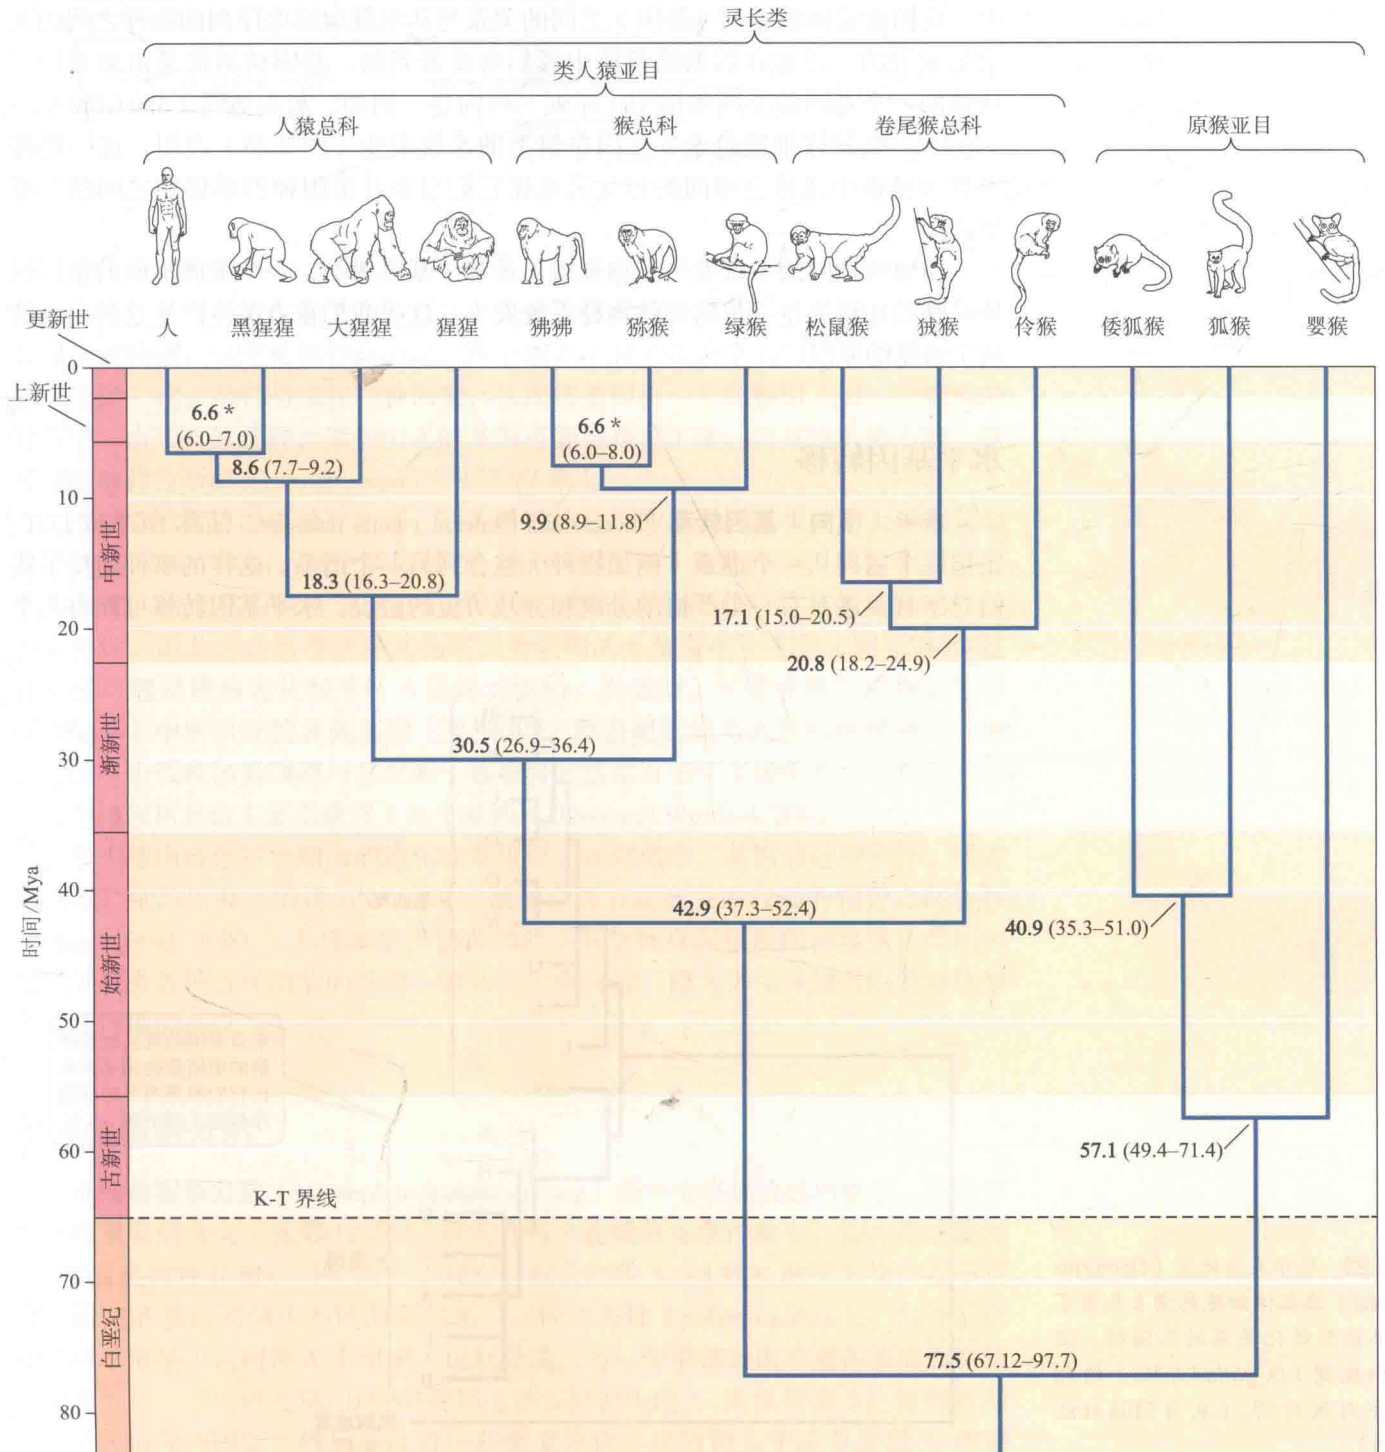 灵长类
类人猿亚目
人猿总科 猴总科 卷尾猴总科 原猴亚目
更新世
人 黑猩猩 大猩猩 猩猩 狒狒 猕猴 绿猴 松鼠猴 狨猴 伶猴 倭狐猴 狐猴 婴猴
0
上新世
6.6 *
(6.0–7.0)
6.6 *
(6.0–8.0)
8.6 (7.7–9.2)
10
9.9 (8.9–11.8)
中新世
18.3 (16.3–20.8)
17.1 (15.0–20.5)
20
20.8 (18.2–24.9)
渐新世
30.5 (26.9–36.4)
30
时间/Mya
40
42.9 (37.3–52.4)
40.9 (35.3–51.0)
始新世
50
古新世
60
57.1 (49.4–71.4)
K-T 界线
70
白垩纪
77.5 (67.12–97.7)
80